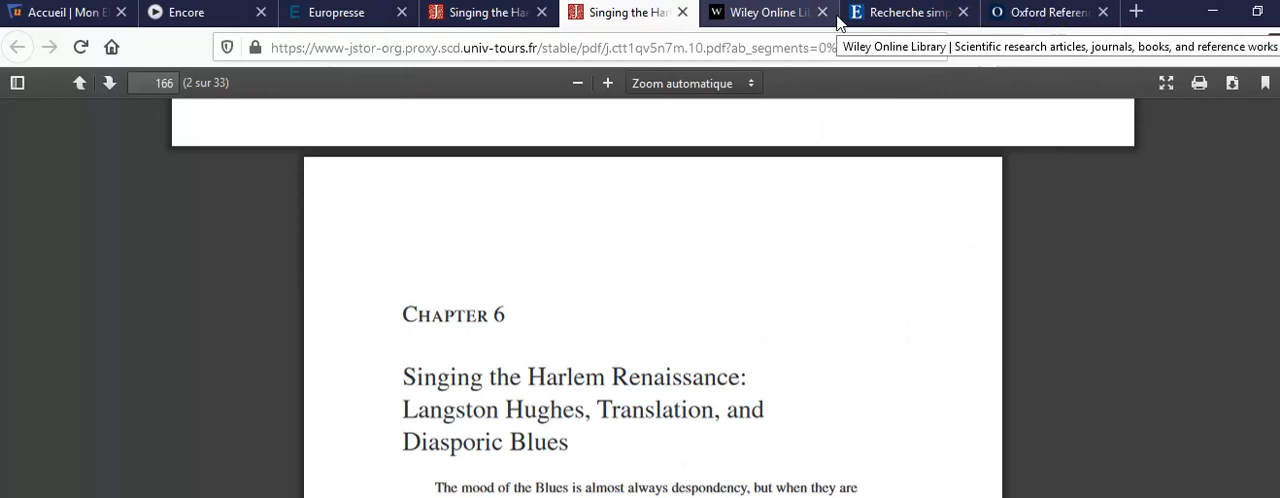 Accueil | Mon E
Encore
Europresse
Singing the Ha
Singing the Harl
Wiley Online Li
Recherche simp
Oxford Referen
https://www-jstor-org.proxy.scd.univ-tours.fr/stable/pdf/j.ctt1qv5n7m.10.pdf?ab_segments=0%
Wiley Online Library | Scientific research articles, journals, books, and reference works
166 (2 sur 33)
Zoom automatique
CHAPTER 6
Singing the Harlem Renaissance:
Langston Hughes, Translation, and
Diasporic Blues
The mood of the Blues is almost always despondency, but when they are